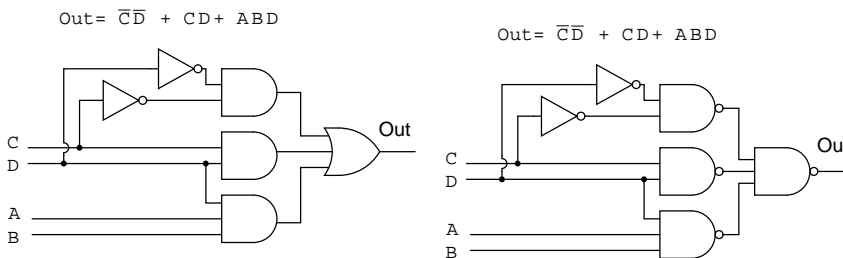 Out= C̅D̅ + CD+ ABD
Out
C
D
A
B
Out= C̅D̅ + CD+ ABD
Ou
C
D
A
B